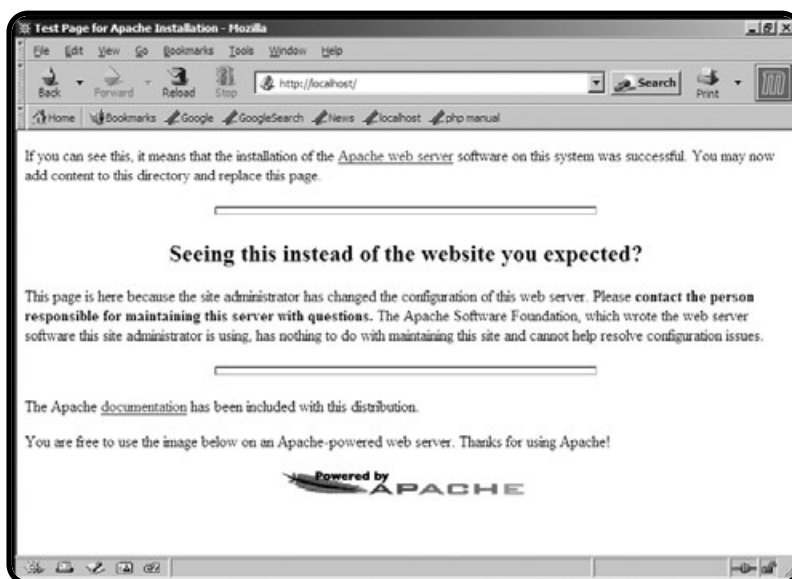 Test Page for Apache Installation - Mozilla
File Edit View Go Bookmarks Tools Window Help
Back Forward Reload Stop http://localhost/ Search Print
Home Bookmarks Google GoogleSearch News localhost php manual
If you can see this, it means that the installation of the Apache web server software on this system was successful. You may now
add content to this directory and replace this page.
Seeing this instead of the website you expected?
This page is here because the site administrator has changed the configuration of this web server. Please contact the person
responsible for maintaining this server with questions. The Apache Software Foundation, which wrote the web server
software this site administrator is using, has nothing to do with maintaining this site and cannot help resolve configuration issues.
The Apache documentation has been included with this distribution.
You are free to use the image below on an Apache-powered web server. Thanks for using Apache!
Powered by
APACHE